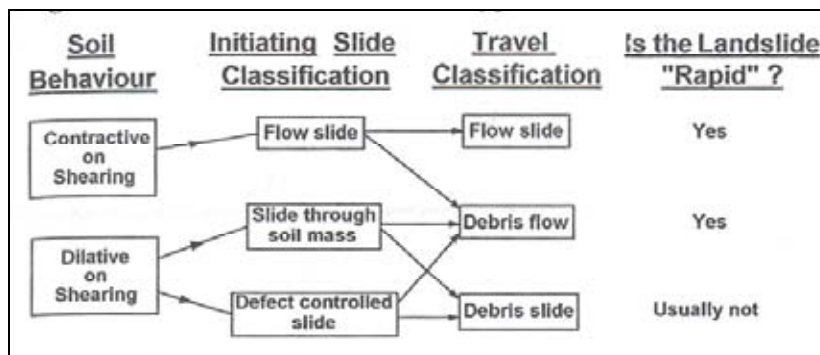 Soil Behaviour
Initiating Slide Classification
Travel Classification
Is the Landslide "Rapid" ?
Contractive on Shearing
Flow slide
Flow slide
Yes
Slide through soil mass
Debris flow
Yes
Dilative on Shearing
Defect controlled slide
Debris slide
Usually not